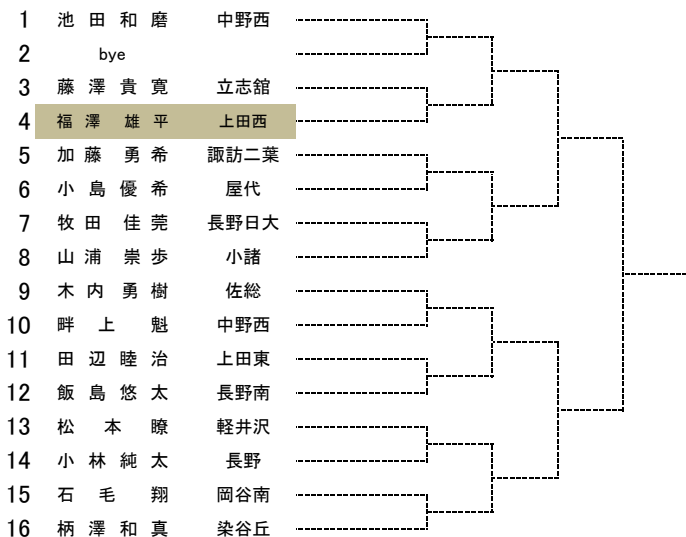 1 池田和磨 中野西
2 bye
3 藤澤貴寛 立志舘
4 福澤雄平 上田西
5 加藤勇希 諏訪二葉
6 小島優希 屋代
7 牧田佳莞 長野日大
8 山浦崇歩 小諸
9 木内勇樹 佐総
10 畔上魁 中野西
11 田辺睦治 上田東
12 飯島悠太 長野南
13 松本瞭 軽井沢
14 小林純太 長野
15 石毛翔 岡谷南
16 柄澤和真 染谷丘